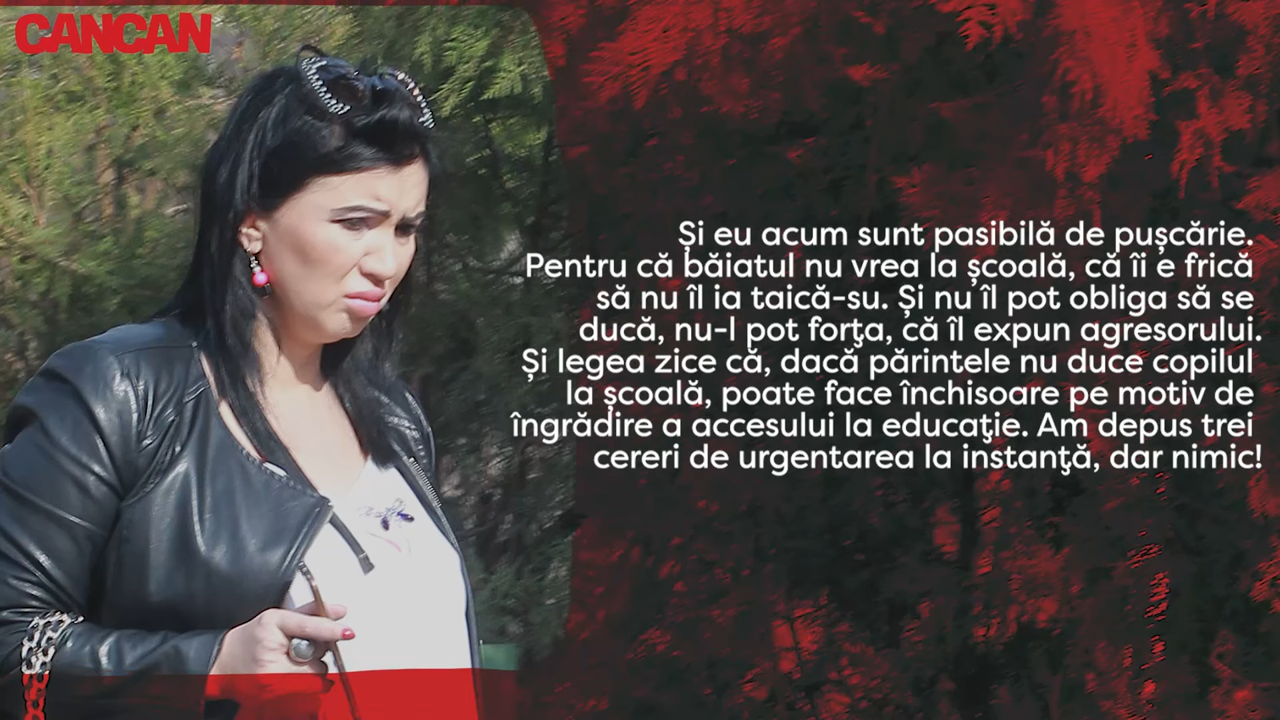 CANCAN
Și eu acum sunt pasibilă de pușcărie.
Pentru că băiatul nu vrea la școală, că îi e frică
să nu îl ia taică-su. Și nu îl pot obliga să se
ducă, nu-l pot forţa, că îl expun agresorului.
Și legea zice că, dacă părintele nu duce copilul
la şcoală, poate face închisoare pe motiv de
îngrădire a accesului la educaţie. Am depus trei
cereri de urgentarea la instanţă, dar nimic!